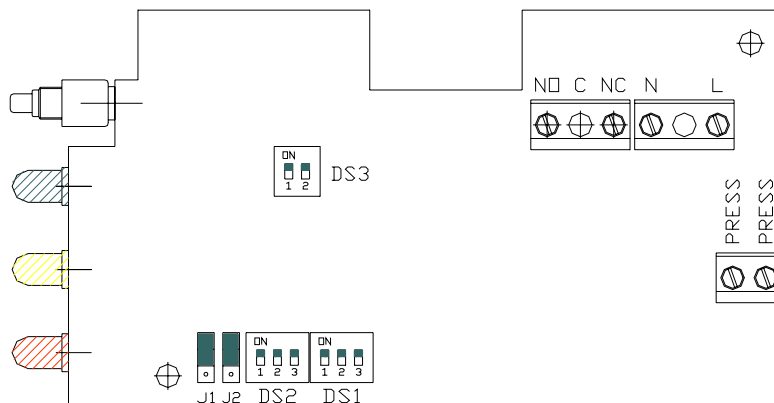 NO C NC N L
ON
1 2
DS3
PRESS PRESS
ON
1 2 3
ON
1 2 3
J1 J2 DS2 DS1